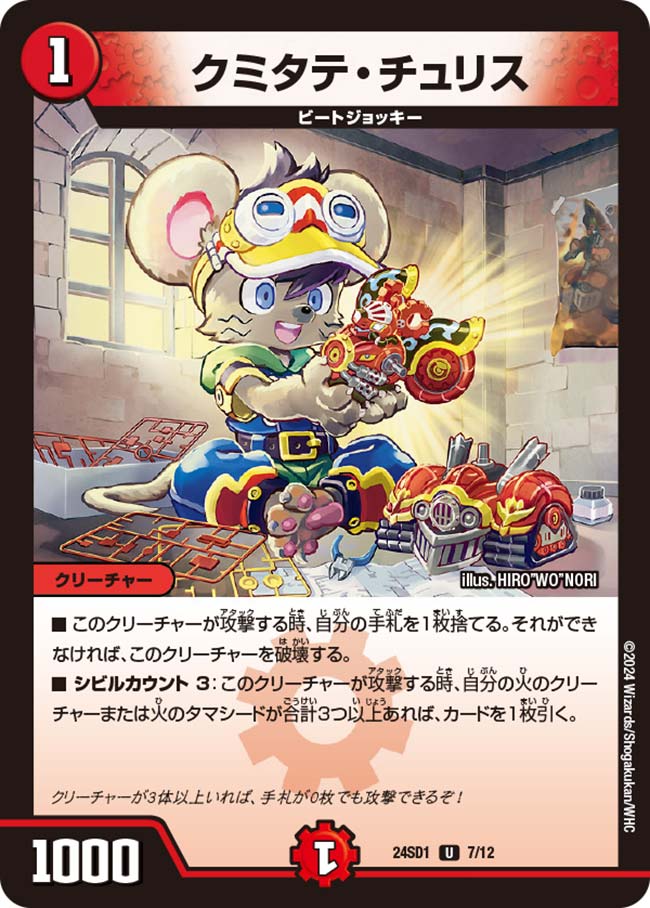 1
クミタテ・チュリス
ビートジョッキー
クリーチャー
illus. HIRO"WO"NORI
■ このクリーチャーが攻撃する時、自分の手札を1枚捨てる。それができ
なければ、このクリーチャーを破壊する。
■ シビルカウント 3:このクリーチャーが攻撃する時、自分の火のクリー
チャーまたは火のタマシードが合計3つ以上あれば、カードを1枚引く。
クリーチャーが3体以上いれば、手札が0枚でも攻撃できるぞ!
©2024 Wizards/Shogakukan/WHC
1000
1
24SD1 U 7/12